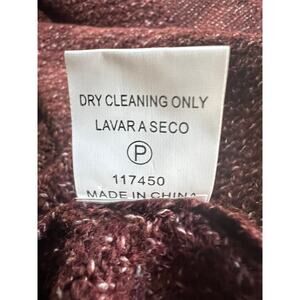 DRY CLEANING ONLY
LAVAR A SECO
P
117450
MADE IN CHINA